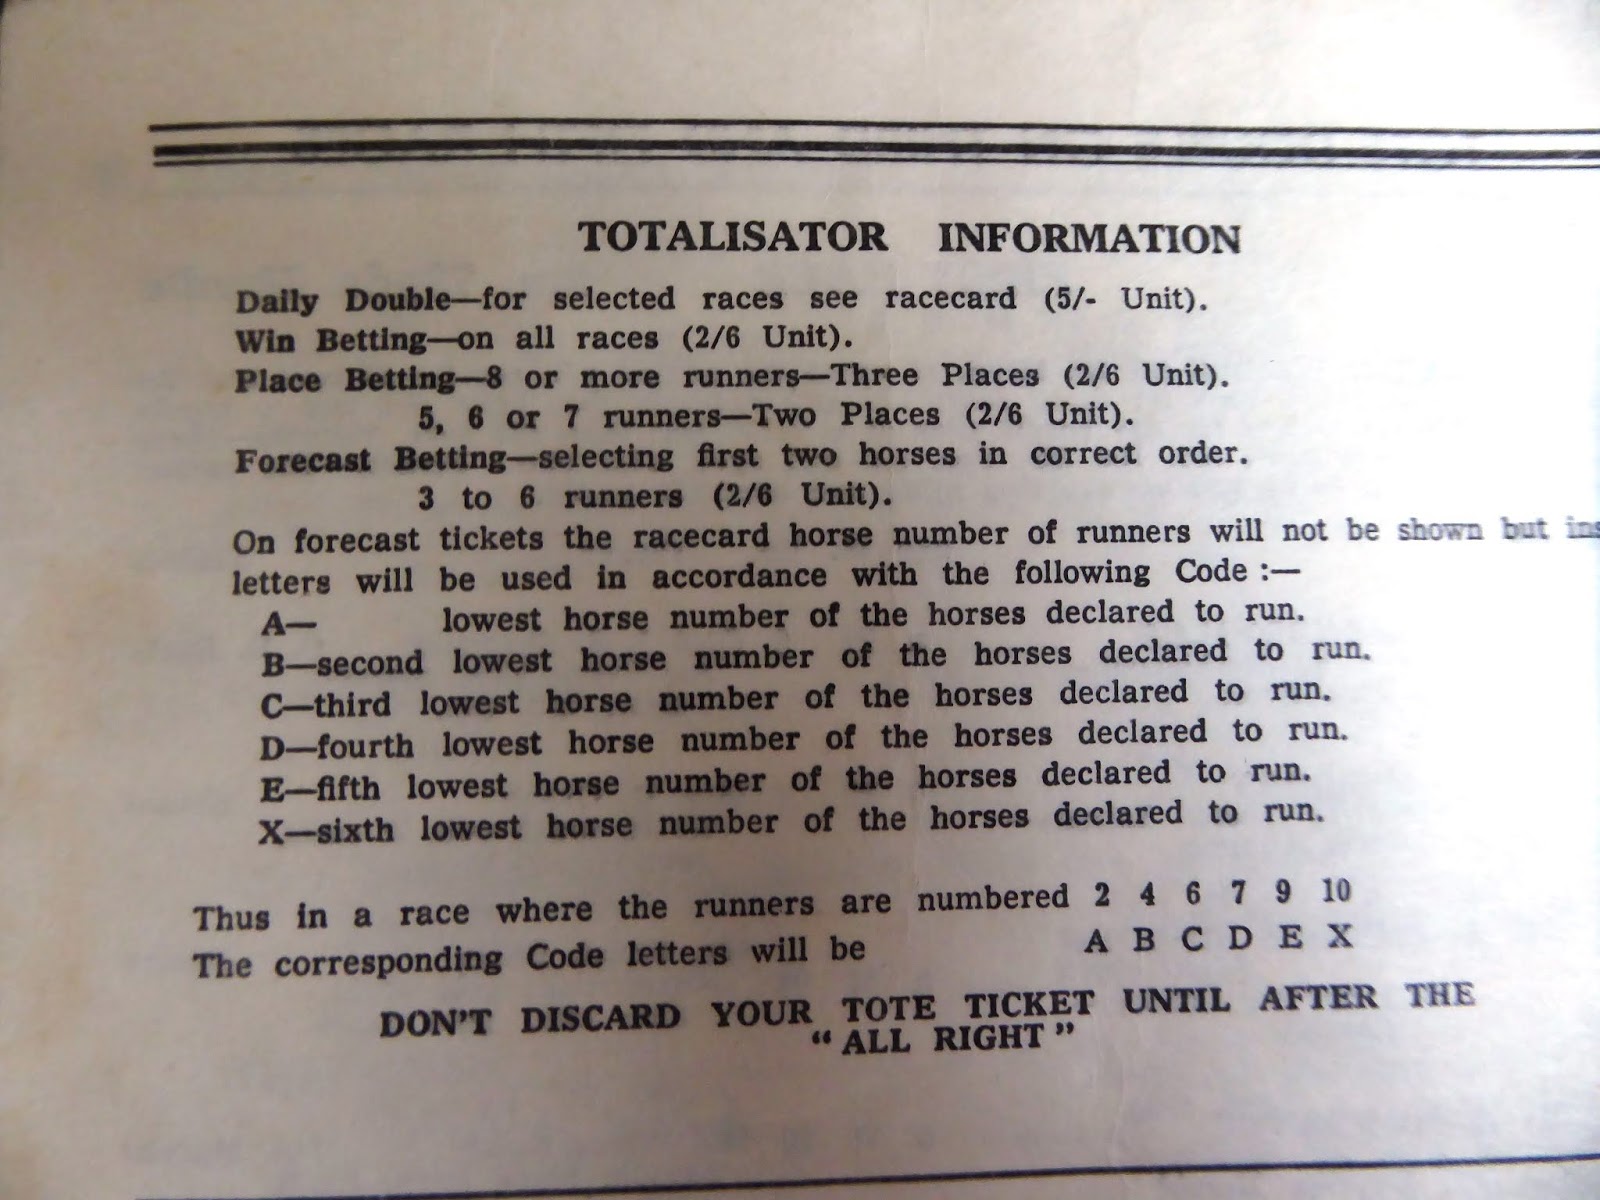 TOTALISATOR INFORMATION
Daily Double—for selected races see racecard (5/- Unit).
Win Betting—on all races (2/6 Unit).
Place Betting—8 or more runners—Three Places (2/6 Unit).
5, 6 or 7 runners—Two Places (2/6 Unit).
Forecast Betting—selecting first two horses in correct order.
3 to 6 runners (2/6 Unit).
On forecast tickets the racecard horse number of runners will not be shown but
letters will be used in accordance with the following Code :—
A— lowest horse number of the horses declared to run.
B—second lowest horse number of the horses declared to run.
C—third lowest horse number of the horses declared to run.
D—fourth lowest horse number of the horses declared to run.
E—fifth lowest horse number of the horses declared to run.
X—sixth lowest horse number of the horses declared to run.
Thus in a race where the runners are numbered 2 4 6 7 9 10
The corresponding Code letters will be A B C D E X
DON'T DISCARD YOUR TOTE TICKET UNTIL AFTER THE
“ ALL RIGHT ”